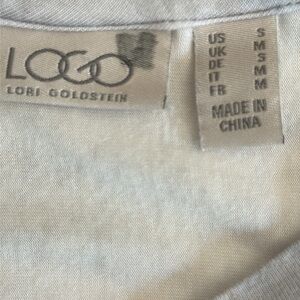 LOGO
LORI GOLDSTEIN
US S
UK M
DE S
IT M
FR M
MADE IN
CHINA